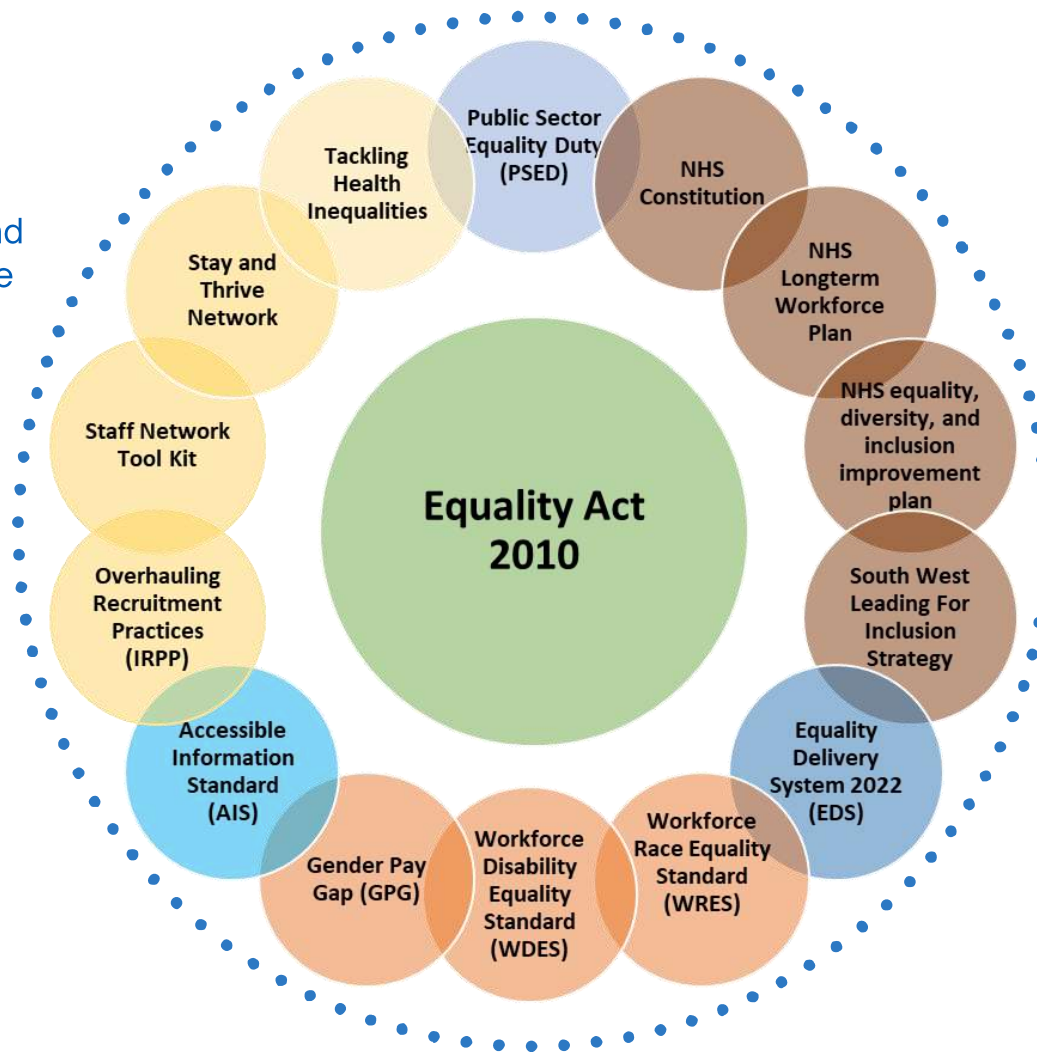 Public Sector
Equality Duty
(PSED)
NHS
Constitution
NHS
Longterm
Workforce
Plan
NHS equality,
diversity, and
inclusion
improvement
plan
South West
Leading For
Inclusion
Strategy
Equality
Delivery
System 2022
(EDS)
Workforce
Race Equality
Standard
(WRES)
Workforce
Disability
Equality
Standard
(WDES)
Gender Pay
Gap (GPG)
Accessible
Information
Standard
(AIS)
Overhauling
Recruitment
Practices
(IRPP)
Staff Network
Tool Kit
Stay and
Thrive
Network
Tackling
Health
Inequalities
Equality Act
2010